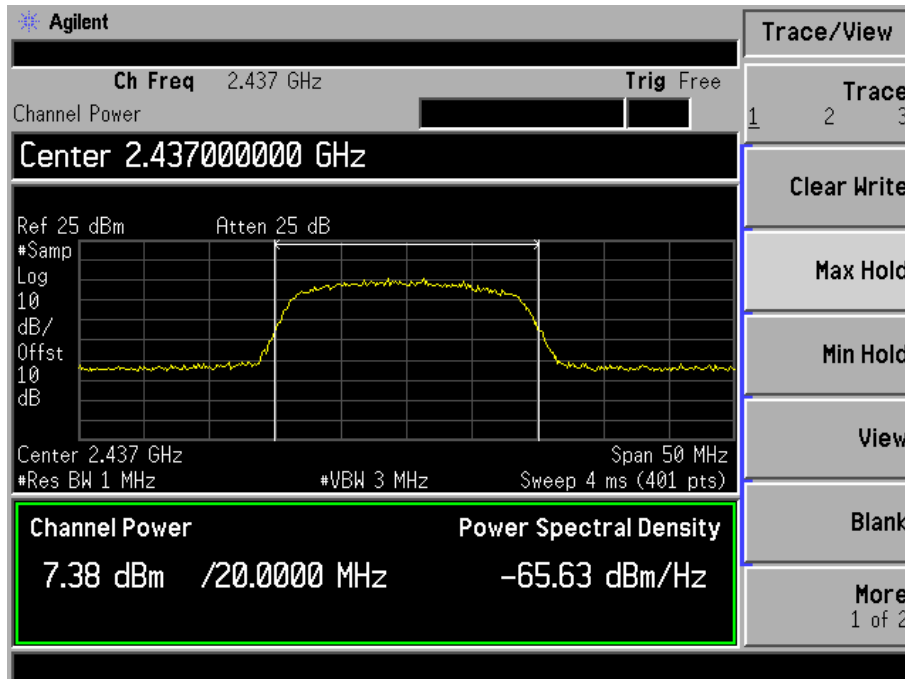 Agilent
Trace/View
Ch Freq 2.437 GHz Trig Free
Channel Power
Trace
1 2 3
Center 2.437000000 GHz
Clear Write
Ref 25 dBm Atten 25 dB
#Samp
Log
10
dB/
Offst
10
dB
Max Hold
Min Hold
Center 2.437 GHz Span 50 MHz
#Res BW 1 MHz #VBW 3 MHz Sweep 4 ms (401 pts)
View
Channel Power Power Spectral Density
7.38 dBm /20.0000 MHz -65.63 dBm/Hz
Blank
More
1 of 2